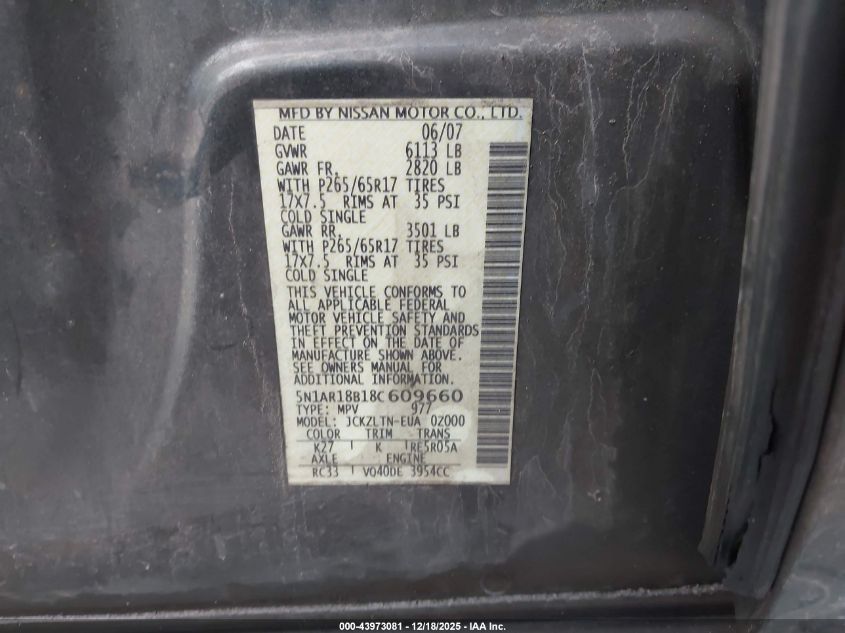 MFD BY NISSAN MOTOR CO., LTD.
DATE 06/07
GVWR 6113 LB
GAWR FR. 2820 LB
WITH P265/65R17 TIRES
17X7.5 RIMS AT 35 PSI
COLD SINGLE
GAWR RR. 3501 LB
WITH P265/65R17 TIRES
17X7.5 RIMS AT 35 PSI
COLD SINGLE
THIS VEHICLE CONFORMS TO
ALL APPLICABLE FEDERAL
MOTOR VEHICLE SAFETY AND
THEFT PREVENTION STANDARDS
IN EFFECT ON THE DATE OF
MANUFACTURE SHOWN ABOVE.
SEE OWNERS MANUAL FOR
ADDITIONAL INFORMATION.
5N1AR18B18C609660
TYPE: MPV 977
MODEL: JCKZLTN-EUA 02000
COLOR TRIM TRANS
K27 K RE5R05A
AXLE ENGINE
RC33 VQ40DE 3954CC
000-43973081 - 12/18/2025 - IAA Inc.